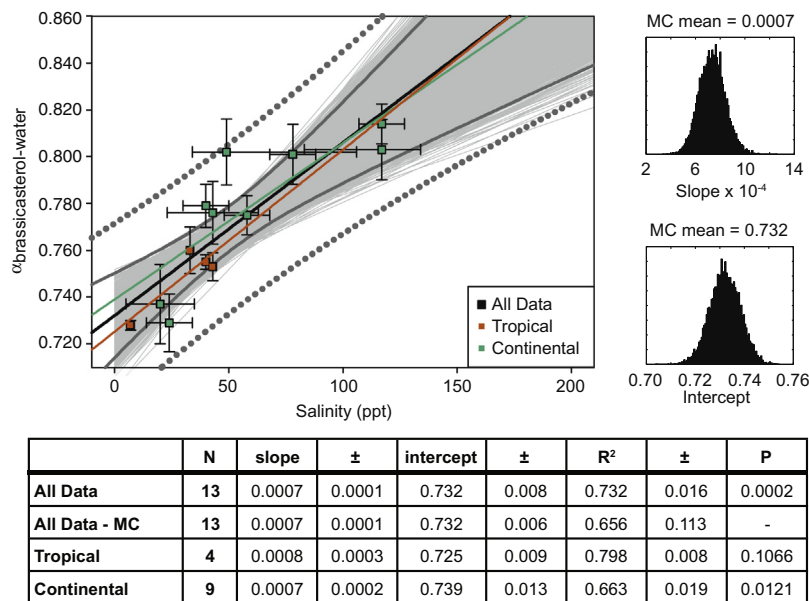 0.860
0.840
0.820
0.800
0.780
0.760
0.740
0.720
αbrassicasterol-water
0
50
100
150
200
Salinity (ppt)
All Data
Tropical
Continental
MC mean = 0.0007
2
6
10
14
Slope x 10-4
MC mean = 0.732
0.70
0.72
0.74
0.76
Intercept
N slope ± intercept ± R² ± P
All Data 13 0.0007 0.0001 0.732 0.008 0.732 0.016 0.0002
All Data - MC 13 0.0007 0.0001 0.732 0.006 0.656 0.113 -
Tropical 4 0.0008 0.0003 0.725 0.009 0.798 0.008 0.1066
Continental 9 0.0007 0.0002 0.739 0.013 0.663 0.019 0.0121